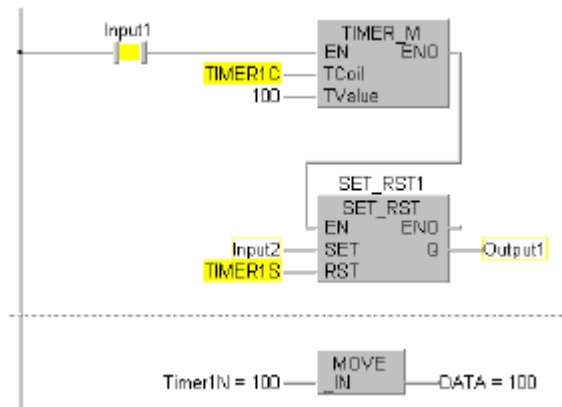 Input1
TIMER_M
EN ENO
TIMER1C TCoil
100 TValue
SET_RST1
SET_RST
EN ENO
Input2 SET Q Output1
TIMER1S RST
MOVE
Timer1N = 100 _IN DATA = 100